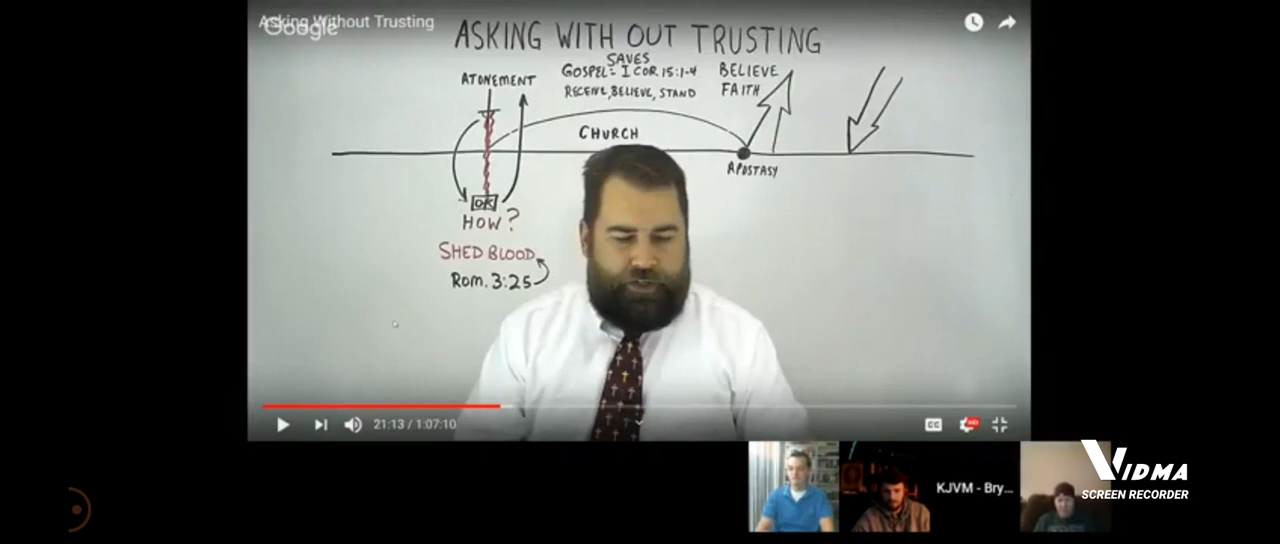 Asking Without Trusting
Google
ASKING WITH OUT TRUSTING
SAVES
GOSPEL = I COR. 15:1-4
RECEIVE, BELIEVE, STAND
BELIEVE
FAITH
ATONEMENT
CHURCH
APOSTASY
OK
HOW?
SHED BLOOD
Rom. 3:25
21:13 / 1:07:10
CC
HD
KJVM - Bry...
VIDMA
SCREEN RECORDER